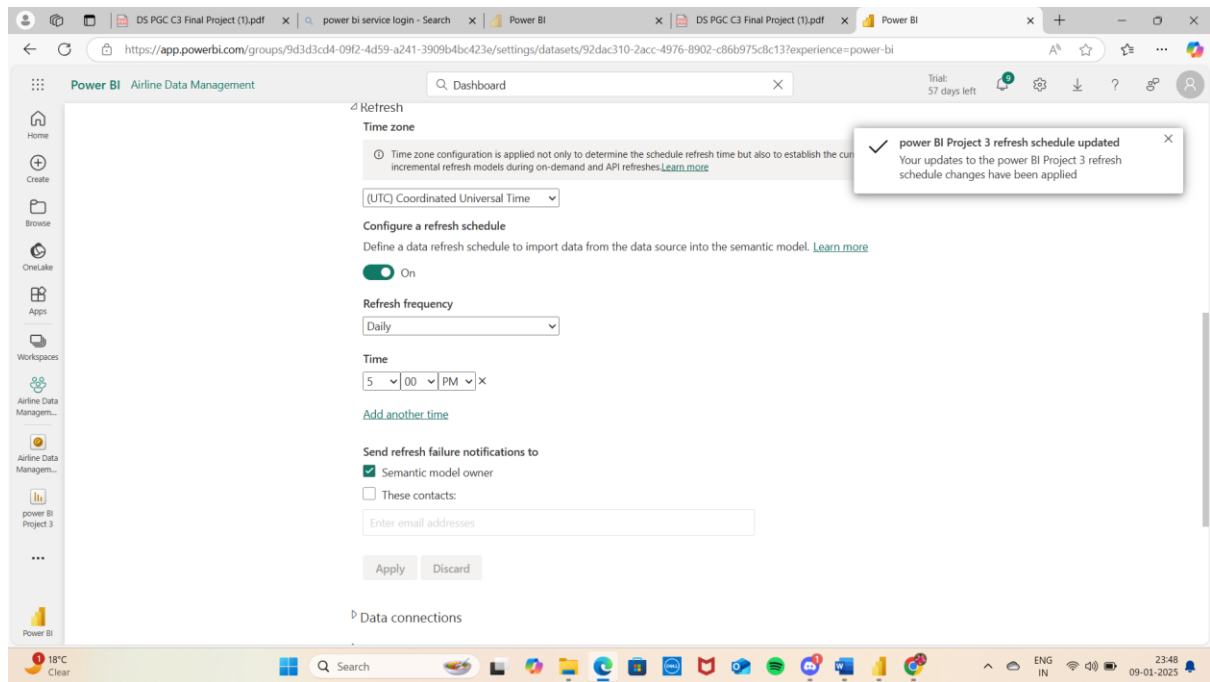 DS PGC C3 Final Project (1).pdf
power bi service login - Search
Power BI
DS PGC C3 Final Project (1).pdf
Power BI
https://app.powerbi.com/groups/9d3d3cd4-09f2-4d59-a241-3909b4bc423e/settings/datasets/92dac310-2acc-4976-8902-c86b975c8c13?experience=power-bi
Power BI Airline Data Management
Dashboard
Trial:
57 days left
9
Home
Create
Browse
OneLake
Apps
Workspaces
Airline Data
Managem...
Airline Data
Managem...
power BI
Project 3
Power BI
Refresh
Time zone
Time zone configuration is applied not only to determine the schedule refresh time but also to establish the cur
incremental refresh models during on-demand and API refreshes.Learn more
(UTC) Coordinated Universal Time
Configure a refresh schedule
Define a data refresh schedule to import data from the data source into the semantic model. Learn more
On
Refresh frequency
Daily
Time
5 00 PM
Add another time
Send refresh failure notifications to
Semantic model owner
These contacts:
Enter email addresses
Apply Discard
Data connections
power BI Project 3 refresh schedule updated
Your updates to the power BI Project 3 refresh
schedule changes have been applied
1
18°C
Clear
Search
ENG
IN
23:48
09-01-2025